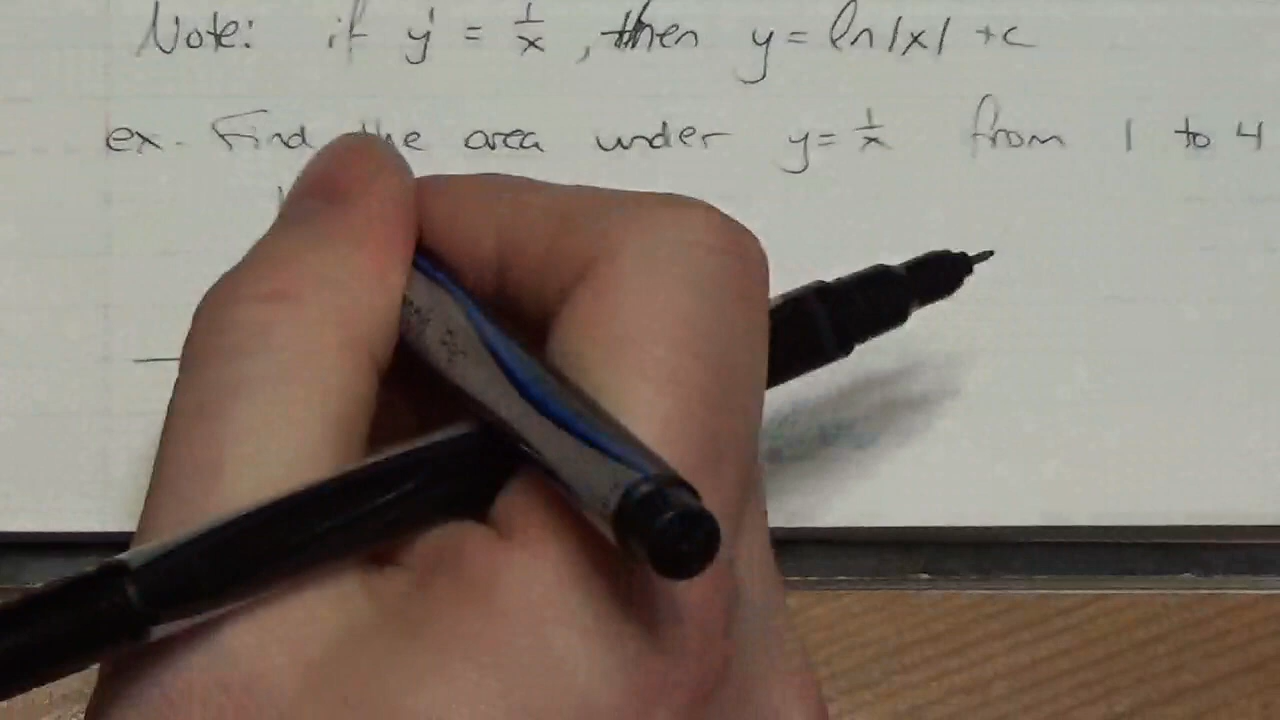 Note: if y' = 1/x, then y = ln|x| + c
ex. Find the area under y = 1/x from 1 to 4